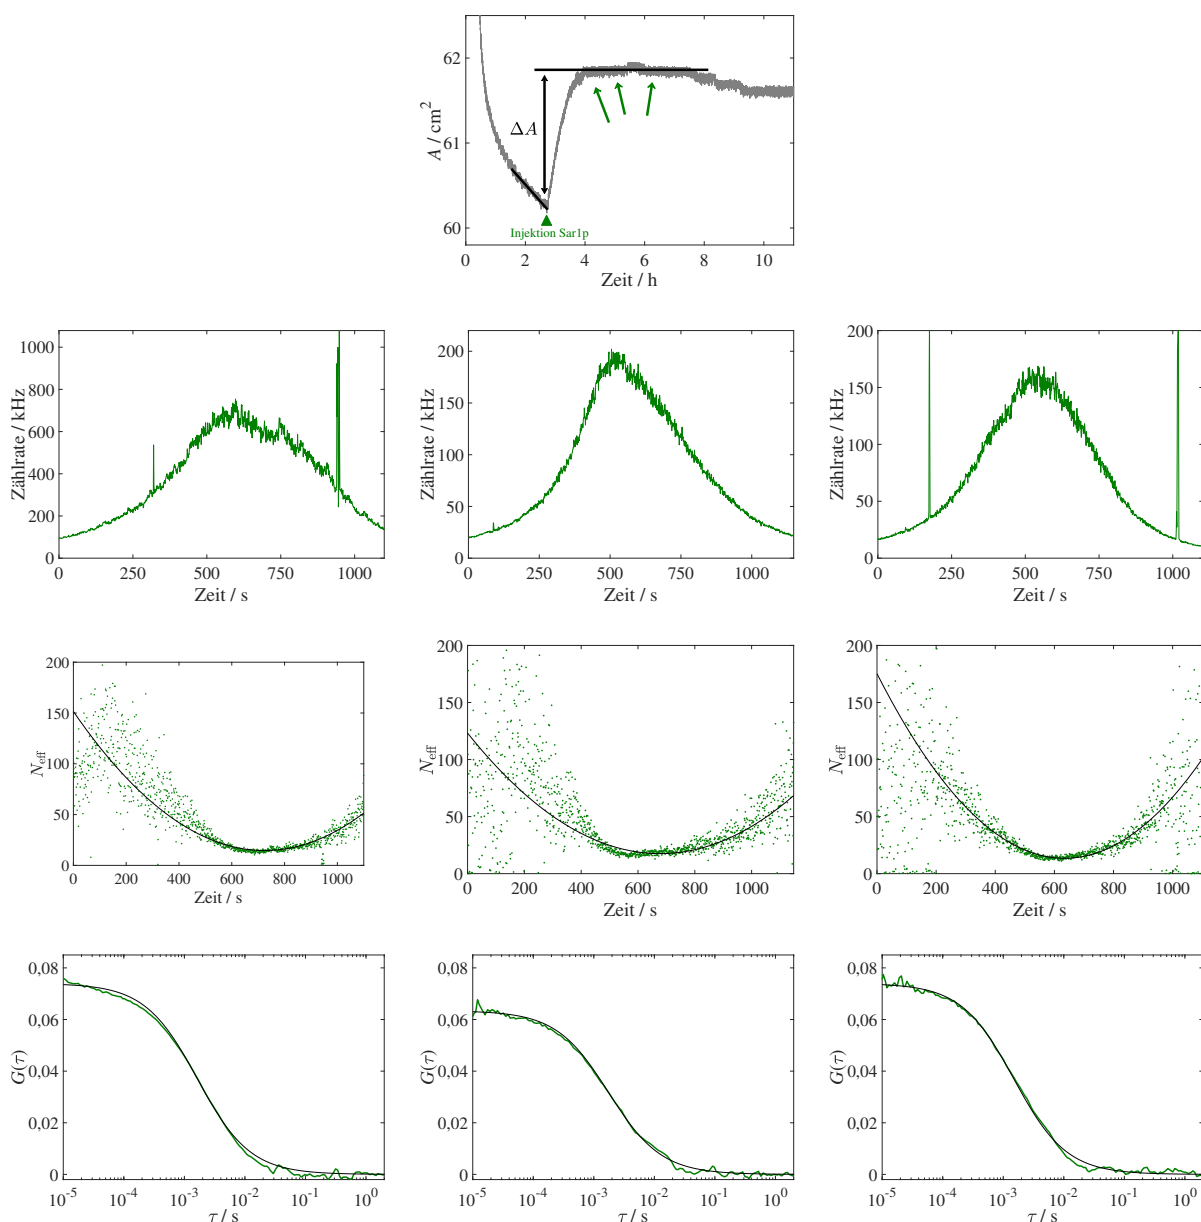 62
61
60
A / cm²
ΔA
Injektion Sar1p
0 2 4 6 8 10
Zeit / h
1000
800
600
400
200
0
Zählrate / kHz
0 250 500 750 1000
Zeit / s
200
150
100
50
0
Zählrate / kHz
0 250 500 750 1000
Zeit / s
200
150
100
50
0
Zählrate / kHz
0 250 500 750 1000
Zeit / s
200
150
100
50
0
N_eff
0 200 400 600 800 1000
Zeit / s
200
150
100
50
0
N_eff
0 200 400 600 800 1000
Zeit / s
200
150
100
50
0
N_eff
0 200 400 600 800 1000
Zeit / s
0,08
0,06
0,04
0,02
0
G(τ)
10⁻⁵ 10⁻⁴ 10⁻³ 10⁻² 10⁻¹ 10⁰
τ / s
0,08
0,06
0,04
0,02
0
G(τ)
10⁻⁵ 10⁻⁴ 10⁻³ 10⁻² 10⁻¹ 10⁰
τ / s
0,08
0,06
0,04
0,02
0
G(τ)
10⁻⁵ 10⁻⁴ 10⁻³ 10⁻² 10⁻¹ 10⁰
τ / s